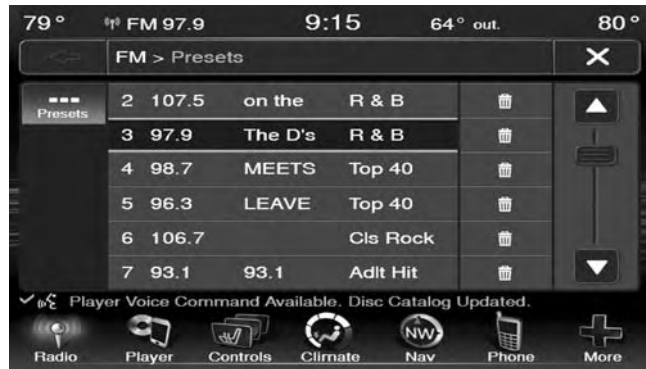 79° FM 97.9 9:15 64° out. 80°
FM > Presets
Presets
2 107.5 on the R & B
3 97.9 The D's R & B
4 98.7 MEETS Top 40
5 96.3 LEAVE Top 40
6 106.7 Cls Rock
7 93.1 93.1 Adlt Hit
Player Voice Command Available. Disc Catalog Updated.
NW
Radio Player Controls Climate Nav Phone More